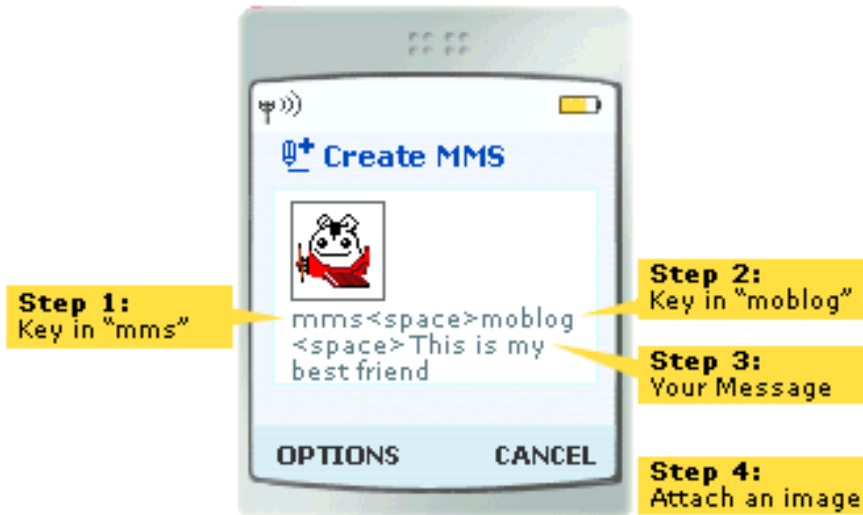 Create MMS
Step 1:
Key in "mms"
mms<space>moblog
<space>This is my
best friend
Step 2:
Key in "moblog"
Step 3:
Your Message
OPTIONS
CANCEL
Step 4:
Attach an image